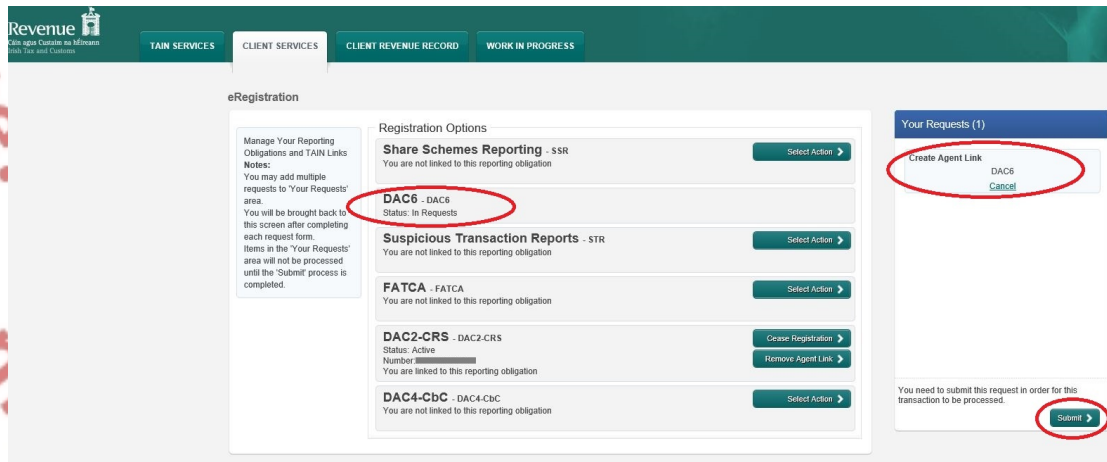 Revenue
Cáin agus Custaim na hÉireann
Irish Tax and Customs
TAIN SERVICES
CLIENT SERVICES
CLIENT REVENUE RECORD
WORK IN PROGRESS
eRegistration
Manage Your Reporting
Obligations and TAIN Links
Notes:
You may add multiple
requests to 'Your Requests'
area.
You will be brought back to
this screen after completing
each request form.
Items in the 'Your Requests'
area will not be processed
until the 'Submit' process is
completed.
Registration Options
Share Schemes Reporting - SSR
You are not linked to this reporting obligation
Select Action
DAC6 - DAC6
Status: In Requests
Suspicious Transaction Reports - STR
You are not linked to this reporting obligation
Select Action
FATCA - FATCA
You are not linked to this reporting obligation
Select Action
DAC2-CRS - DAC2-CRS
Status: Active
Number:
You are linked to this reporting obligation
Cease Registration
Remove Agent Link
DAC4-CbC - DAC4-CbC
You are not linked to this reporting obligation
Select Action
Your Requests (1)
Create Agent Link
DAC6
Cancel
You need to submit this request in order for this
transaction to be processed.
Submit